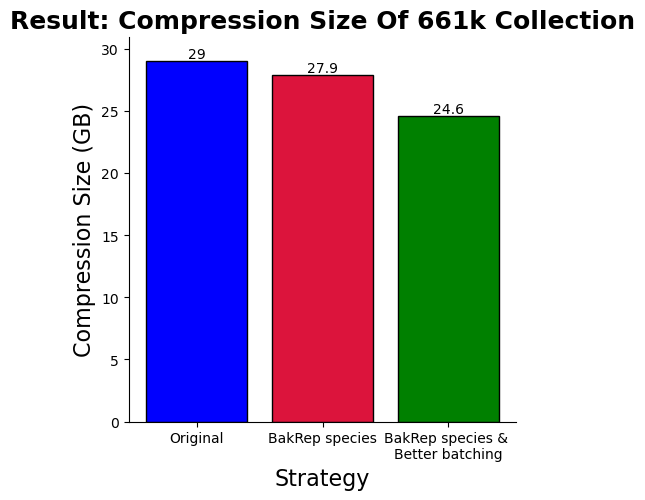 Result: Compression Size Of 661k Collection
Compression Size (GB)
30
25
20
15
10
5
0
29
27.9
24.6
Original
BakRep species
BakRep species &
Better batching
Strategy